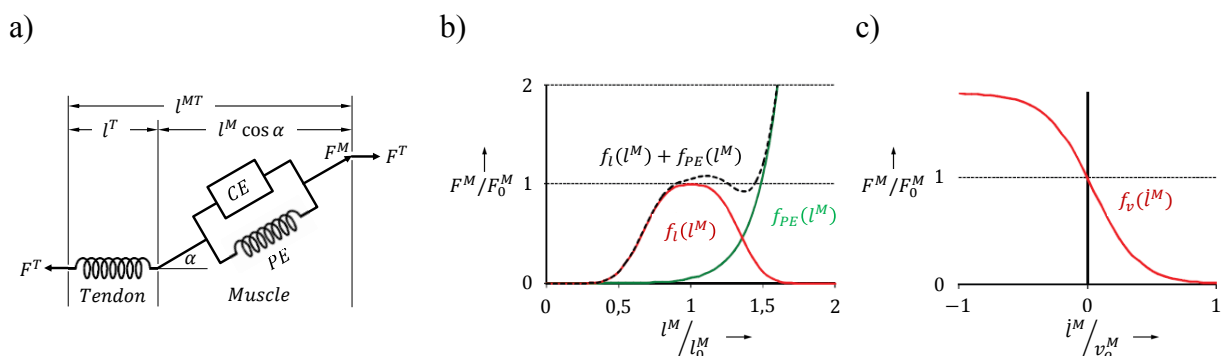 a)
l^{MT}
l^T
l^M cos α
F^M
F^T
CE
α
PE
F^T
Tendon
Muscle
b)
2
F^M/F_0^M
1
0
f_l(l^M) + f_{PE}(l^M)
f_l(l^M)
f_{PE}(l^M)
0 0,5 1 1,5 2
l^M/l_0^M
c)
F^M/F_0^M
1
0
f_v(l̇^M)
−1 0 1
l̇^M/v_0^M